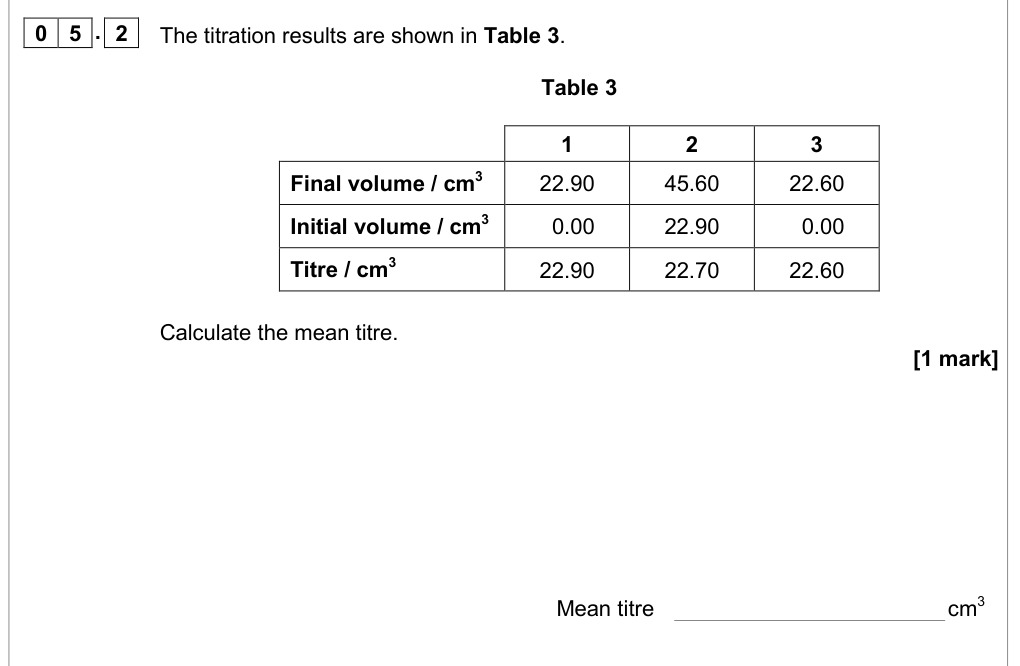 0 5 . 2 The titration results are shown in Table 3.
Table 3
1 2 3
Final volume / cm³ 22.90 45.60 22.60
Initial volume / cm³ 0.00 22.90 0.00
Titre / cm³ 22.90 22.70 22.60
Calculate the mean titre.
[1 mark]
Mean titre cm³